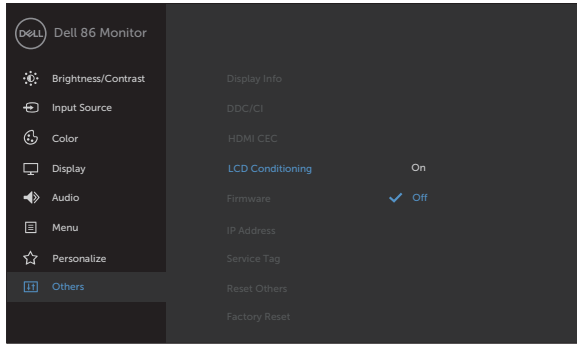 DELL Dell 86 Monitor
Brightness/Contrast
Input Source
Color
Display
Audio
Menu
Personalize
Others
Display Info
DDC/CI
HDMI CEC
LCD Conditioning On
Firmware Off
IP Address
Service Tag
Reset Others
Factory Reset